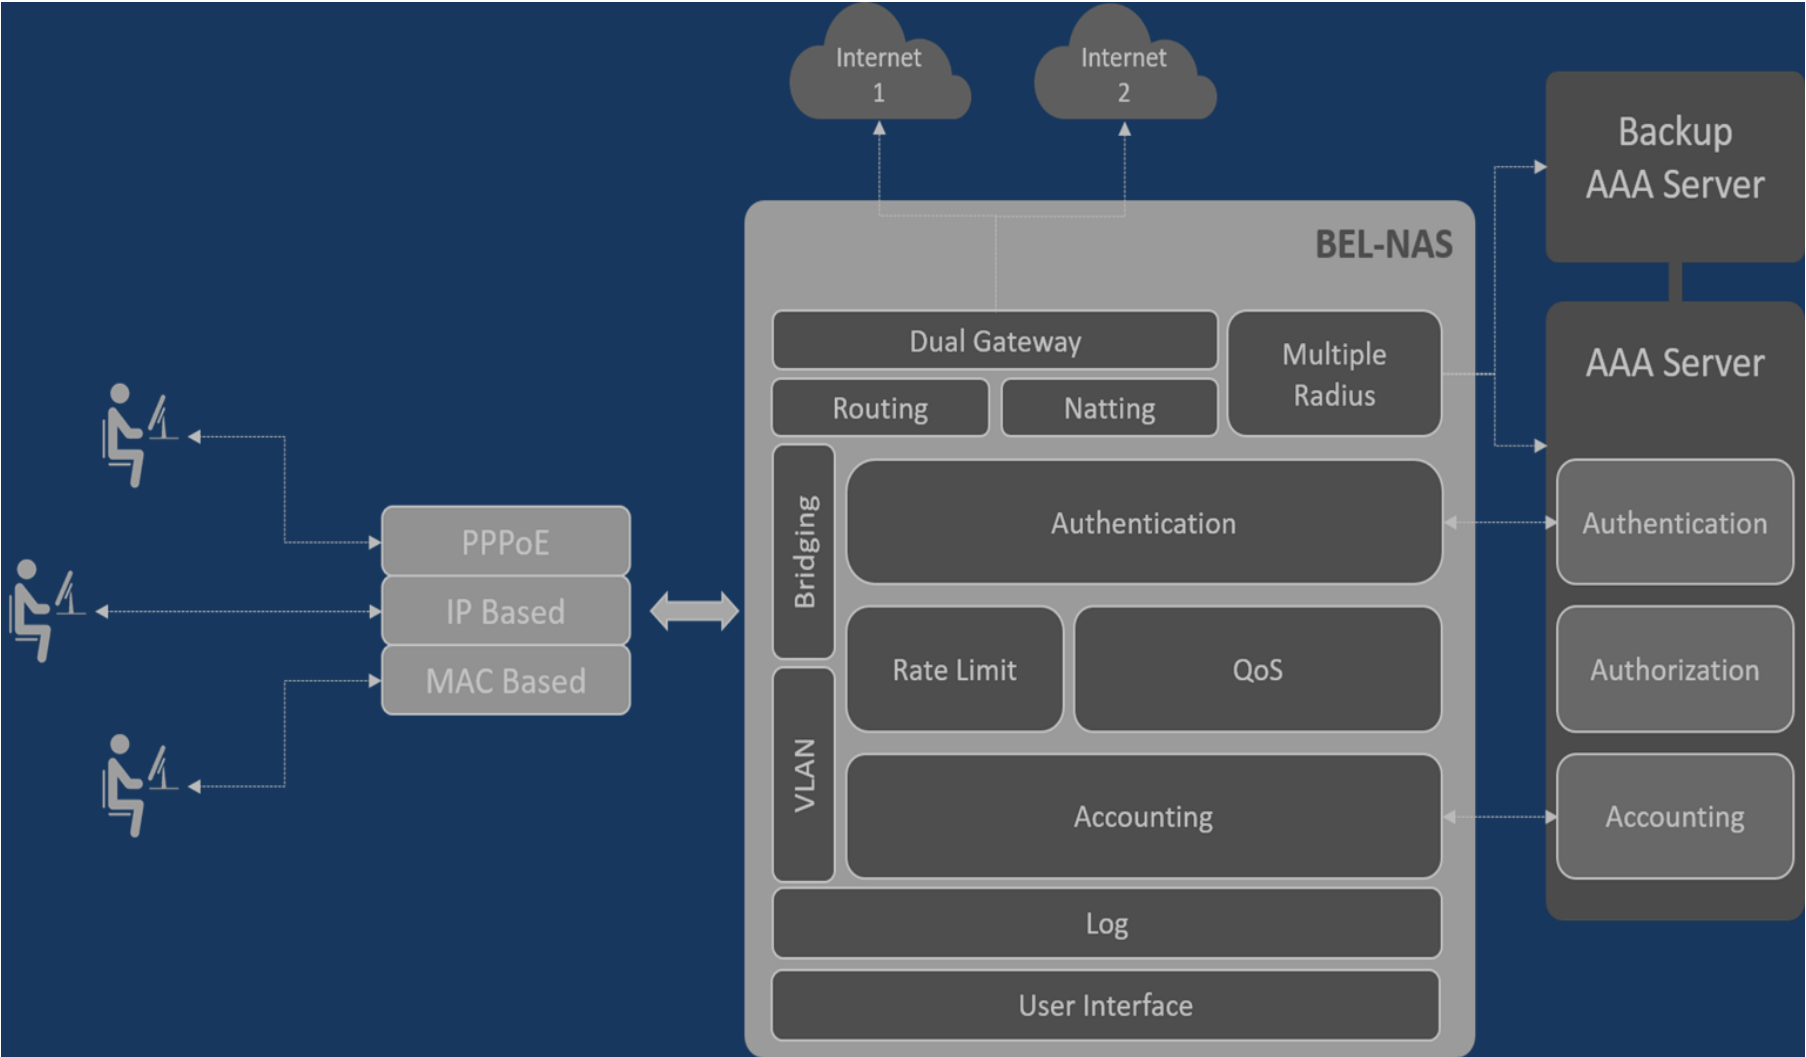 Internet
1
Internet
2
Backup
AAA Server
BEL-NAS
Dual Gateway
Multiple
Radius
AAA Server
Routing
Natting
Bridging
Authentication
Authentication
PPPoE
IP Based
MAC Based
Rate Limit
QoS
Authorization
VLAN
Accounting
Accounting
Log
User Interface